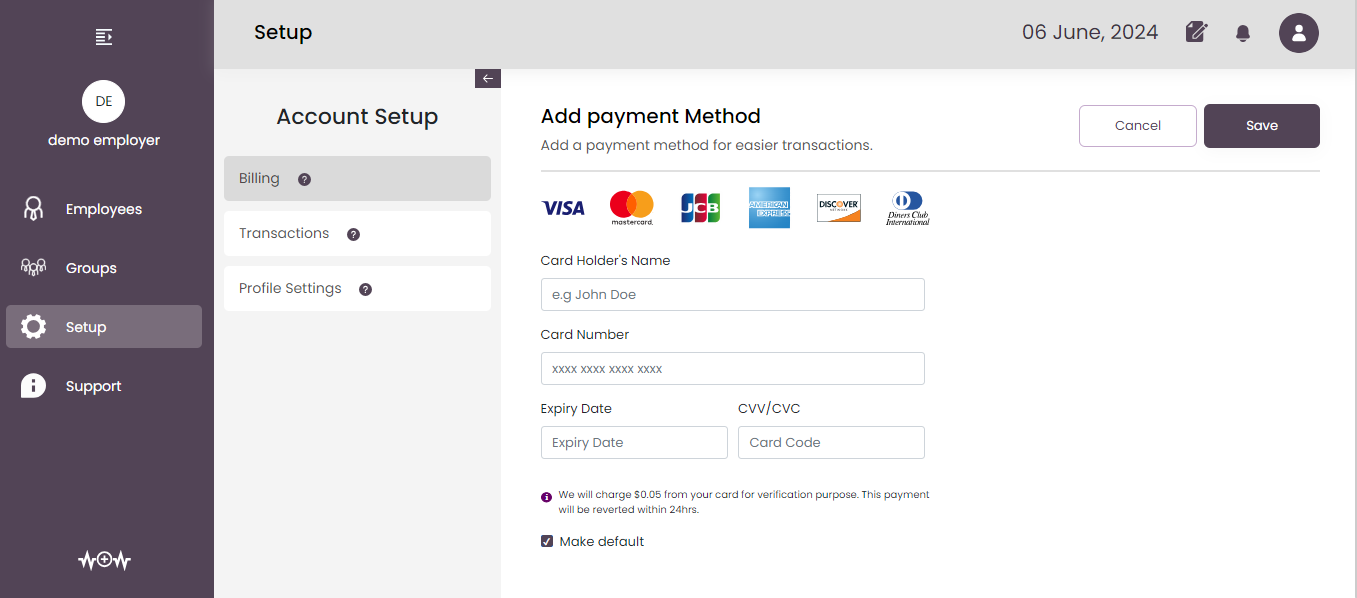 Setup
06 June, 2024
DE
demo employer
Employees
Groups
Setup
Support
Account Setup
Billing ?
Transactions ?
Profile Settings ?
Add payment Method
Add a payment method for easier transactions.
Cancel
Save
VISA
mastercard.
JCB
AMERICAN
EXPRESS
DISCOVER
NETWORK
Diners Club
International
Card Holder's Name
e.g John Doe
Card Number
xxxx xxxx xxxx xxxx
Expiry Date
CVV/CVC
Expiry Date
Card Code
We will charge $0.05 from your card for verification purpose. This payment
will be reverted within 24hrs.
Make default